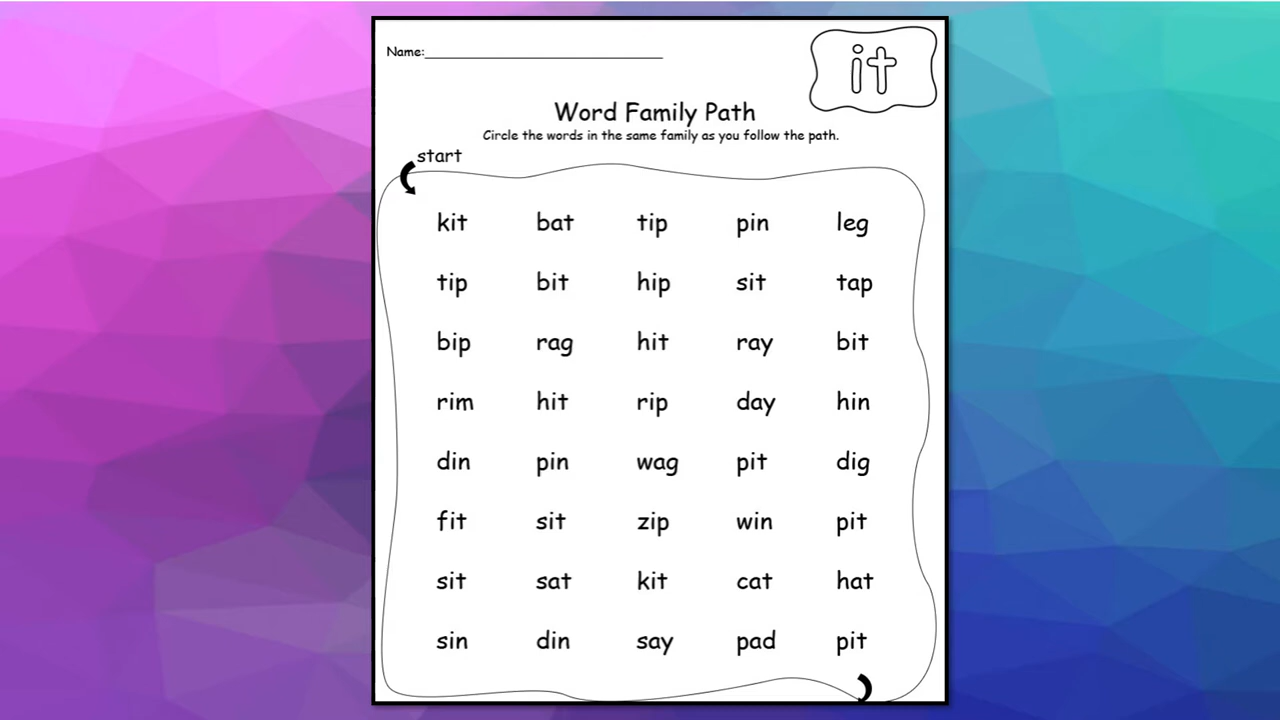 Name:
it
Word Family Path
Circle the words in the same family as you follow the path.
start
kit bat tip pin leg
tip bit hip sit tap
bip rag hit ray bit
rim hit rip day hin
din pin wag pit dig
fit sit zip win pit
sit sat kit cat hat
sin din say pad pit